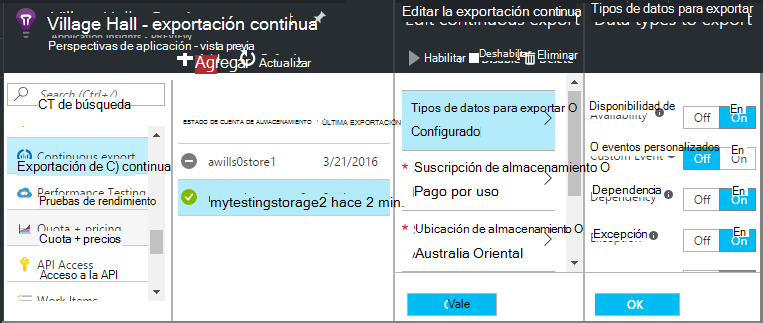 Village Hall - exportación continua
Perspectivas de aplicación - vista previa
Application Insights - Preview
Agregar
Actualizar
Search (Ctrl+/)
CT de búsqueda
Continuous export
Exportación de C) continua
Performance Testing
Pruebas de rendimiento
Quota + pricing
Cuota + precios
API Access
Acceso a la API
Work Items
ESTADO DE CUENTA DE ALMACENAMIENTO
ÚLTIMA EXPORTACIÓN
awills0store1 3/21/2016
!mytestingstorage2 hace 2 min.
Editar la exportación continua
Edit continuous export
Habilitar
Deshabilitar
Disable
Eliminar
Delete
Tipos de datos para exportar O
Configurado
* Suscripción de almacenamiento O
Pago por uso
* Ubicación de almacenamiento O
Australia Oriental
Vale
Tipos de datos para exportar
Data types to export
Disponibilidad de
Availability
Off
En
On
O eventos personalizados
Custom Event
Off
On
Dependencia
Dependency
Off
En
On
Excepción
Exception
Off
En
On
OK